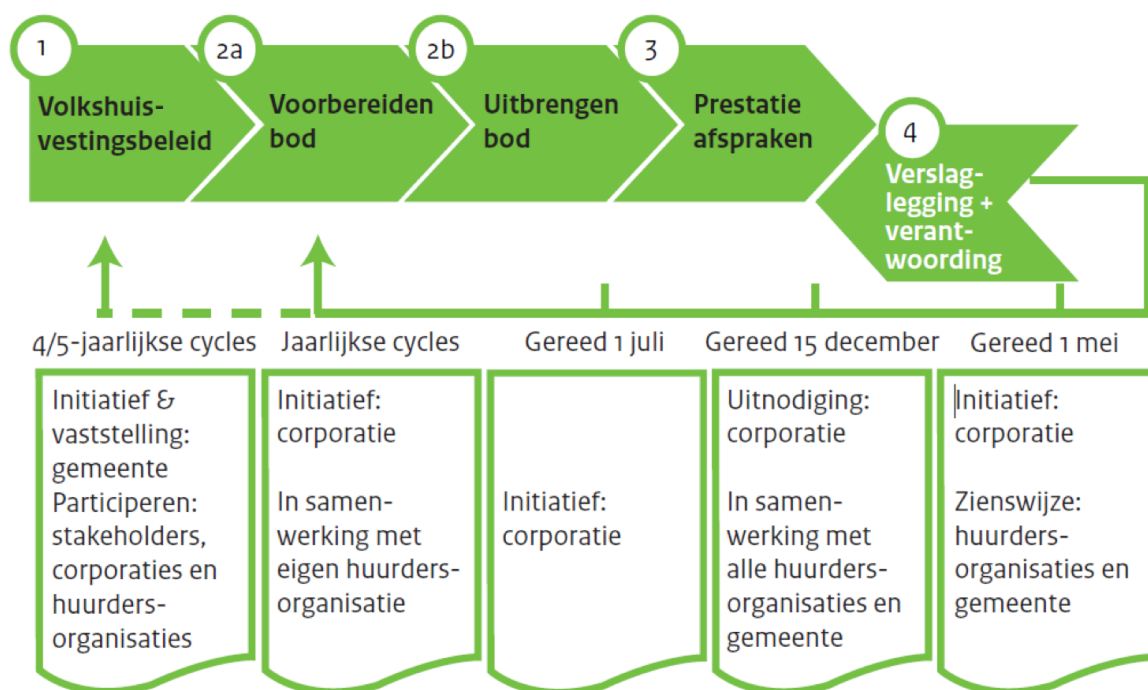 1
Volkshuis-
vestingsbeleid
2a
Voorbereiden
bod
2b
Uitbrengen
bod
3
Prestatie
afspraken
4
Verslag-
legging +
verant-
woording
4/5-jaarlijkse cycles
Jaarlijkse cycles
Gereed 1 juli
Gereed 15 december
Gereed 1 mei
Initiatief &
vaststelling:
gemeente
Participeren:
stakeholders,
corporaties en
huurders-
organisaties
Initiatief:
corporatie
In samen-
werking met
eigen huurders-
organisatie
Initiatief:
corporatie
Uitnodiging:
corporatie
In samen-
werking met
alle huurders-
organisaties en
gemeente
Initiatief:
corporatie
Zienswijze:
huurders-
organisaties en
gemeente